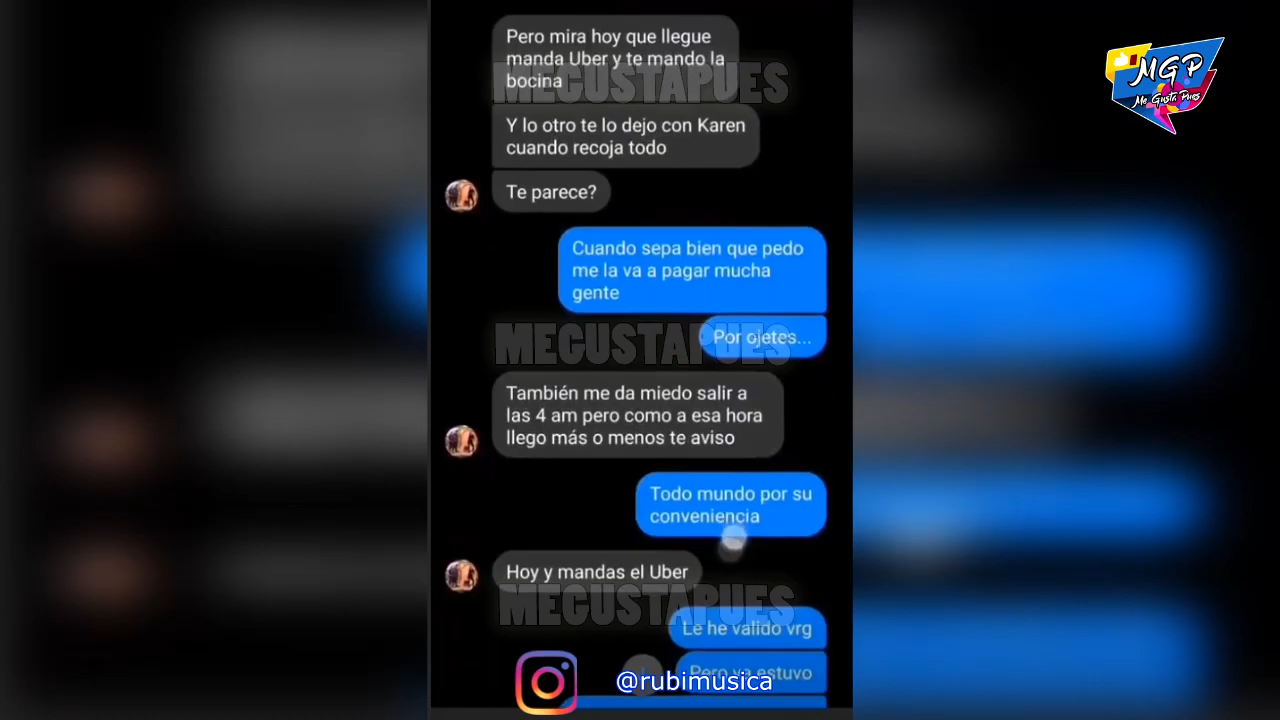 Pero mira hoy que llegue
manda Uber y te mando la
bocina
MEGUSTAPUES
Y lo otro te lo dejo con Karen
cuando recoja todo
Te parece?
Cuando sepa bien que pedo
me la va a pagar mucha
gente
Por ojetes...
MEGUSTAPUES
También me da miedo salir a
las 4 am pero como a esa hora
llego más o menos te aviso
Todo mundo por su
conveniencia
Hoy y mandas el Uber
MEGUSTAPUES
Le he valido vrg
Pero ya estuvo
@rubimusica
MGP
Me Gusta Pues